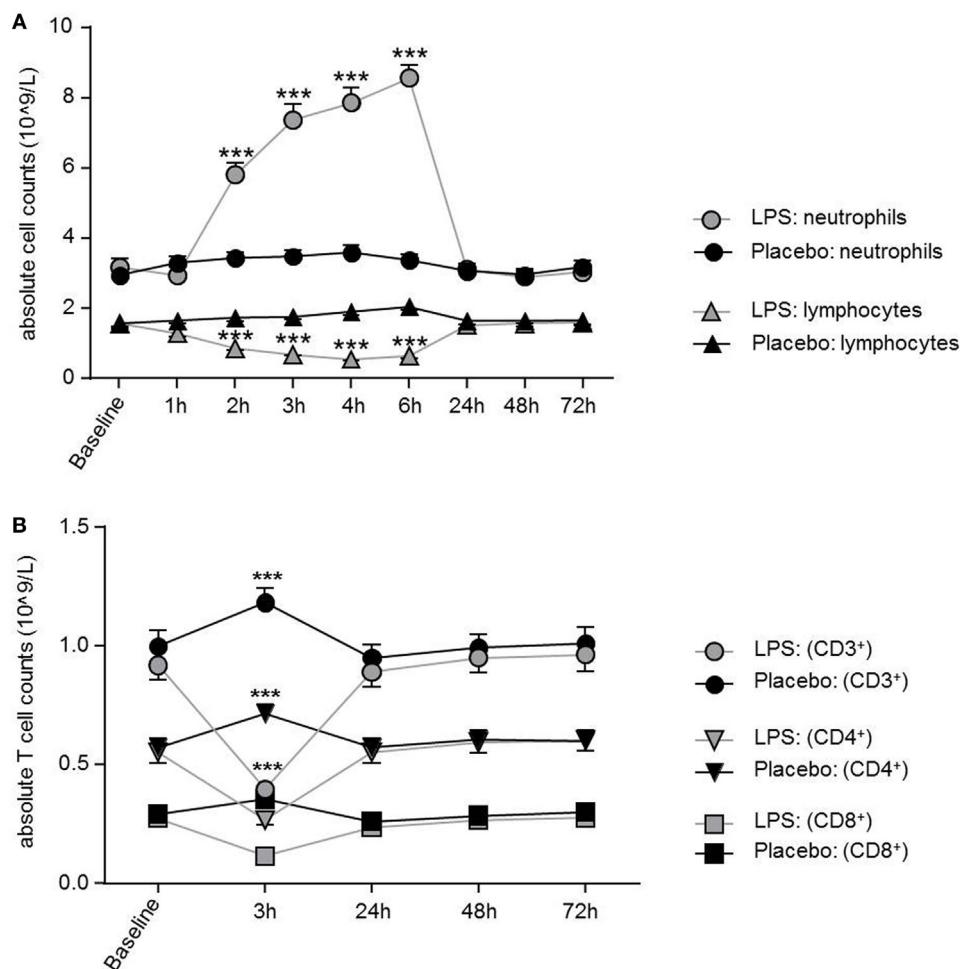 A
absolute cell counts (10^9/L)
10
8
6
4
2
0
***
***
***
***
***
***
***
***
Baseline
1h
2h
3h
4h
6h
24h
48h
72h
LPS: neutrophils
Placebo: neutrophils
LPS: lymphocytes
Placebo: lymphocytes
B
absolute T cell counts (10^9/L)
1.5
1.0
0.5
0.0
***
***
***
Baseline
3h
24h
48h
72h
LPS: (CD3⁺)
Placebo: (CD3⁺)
LPS: (CD4⁺)
Placebo: (CD4⁺)
LPS: (CD8⁺)
Placebo: (CD8⁺)